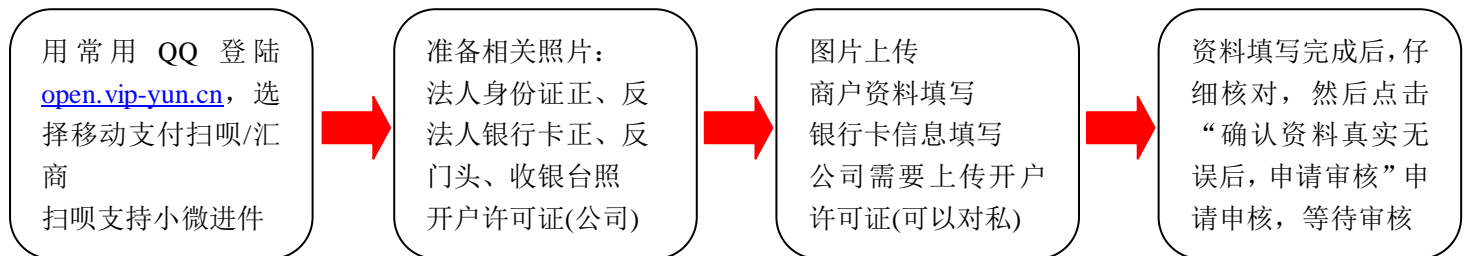 用常用 QQ 登陆
open.vip-yun.cn，选
择移动支付扫呗/汇
商
扫呗支持小微进件
准备相关照片：
法人身份证正、反
法人银行卡正、反
门头、收银台照
开户许可证(公司)
图片上传
商户资料填写
银行卡信息填写
公司需要上传开户
许可证(可以对私)
资料填写完成后，仔
细核对，然后点击
“确认资料真实无
误后，申请审核”申
请申核，等待审核